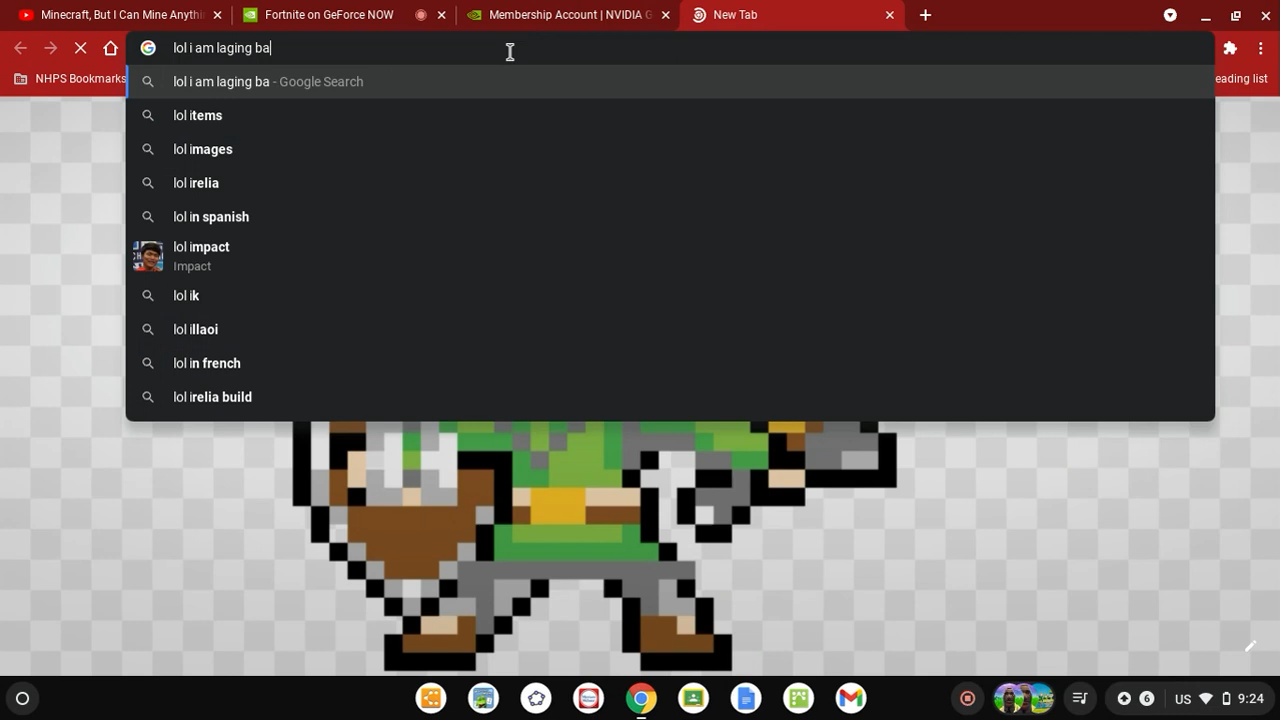 Minecraft, But I Can Mine Anythi
Fortnite on GeForce NOW
Membership Account | NVIDIA G
New Tab
lol i am laging ba
NHPS Bookmarks
eading list
lol i am laging ba - Google Search
lol items
lol images
lol irelia
lol in spanish
lol impact
Impact
lol ik
lol illaoi
lol in french
lol irelia build
6
US
9:24